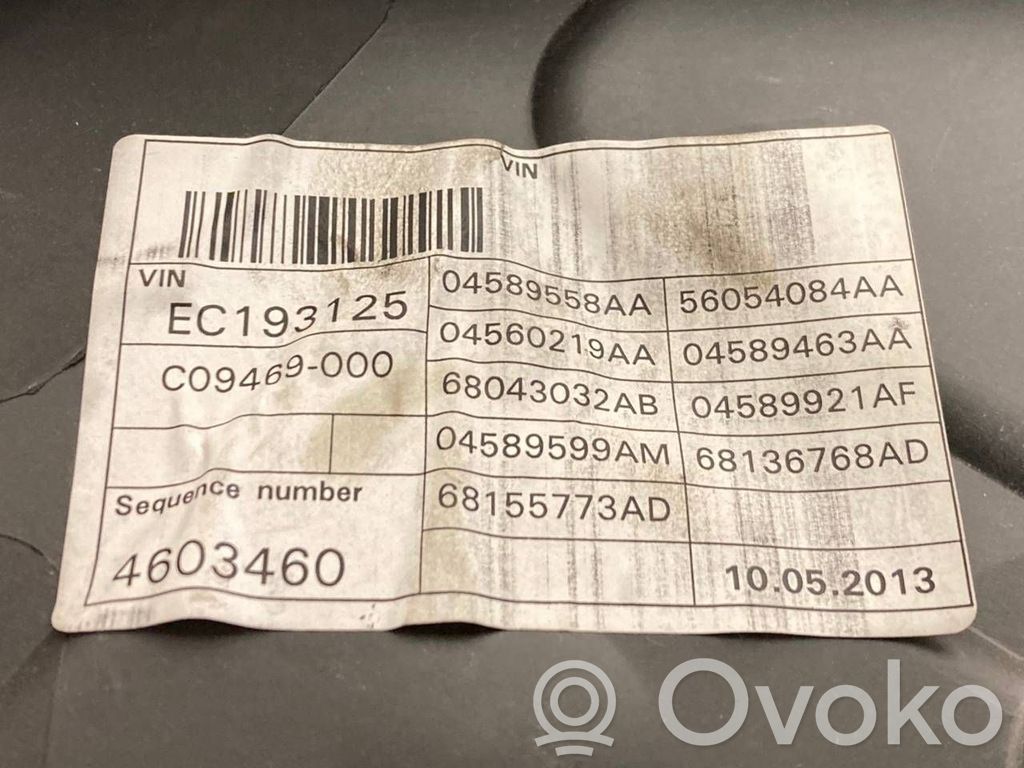 VIN
VIN
EC193125
C09469-000
Sequence number
4603460
04589558AA 56054084AA
04560219AA 04589463AA
68043032AB 04589921AF
04589599AM 68136768AD
68155773AD
10.05.2013
Ovoko